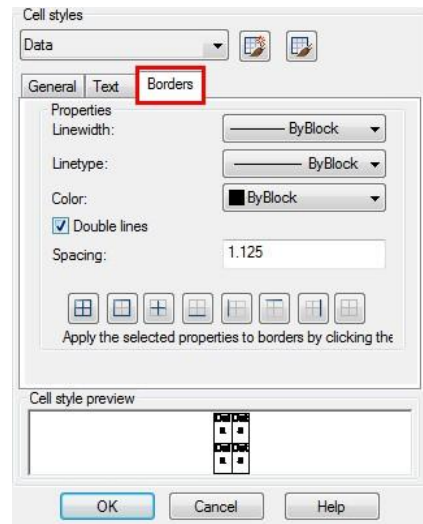 Cell styles
Data
General Text Borders
Properties
Linewidth: ByBlock
Linetype: ByBlock
Color: ByBlock
Double lines
Spacing: 1.125
Apply the selected properties to borders by clicking the
Cell style preview
OK Cancel Help